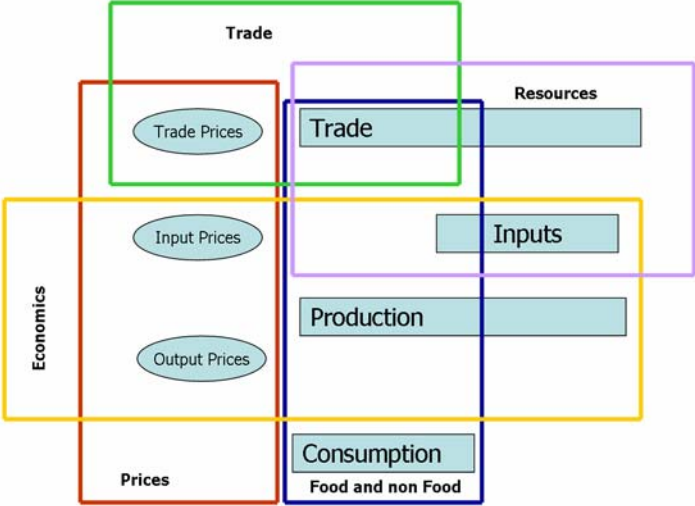 Trade
Resources
Trade Prices
Trade
Input Prices
Inputs
Economics
Production
Output Prices
Consumption
Prices
Food and non Food